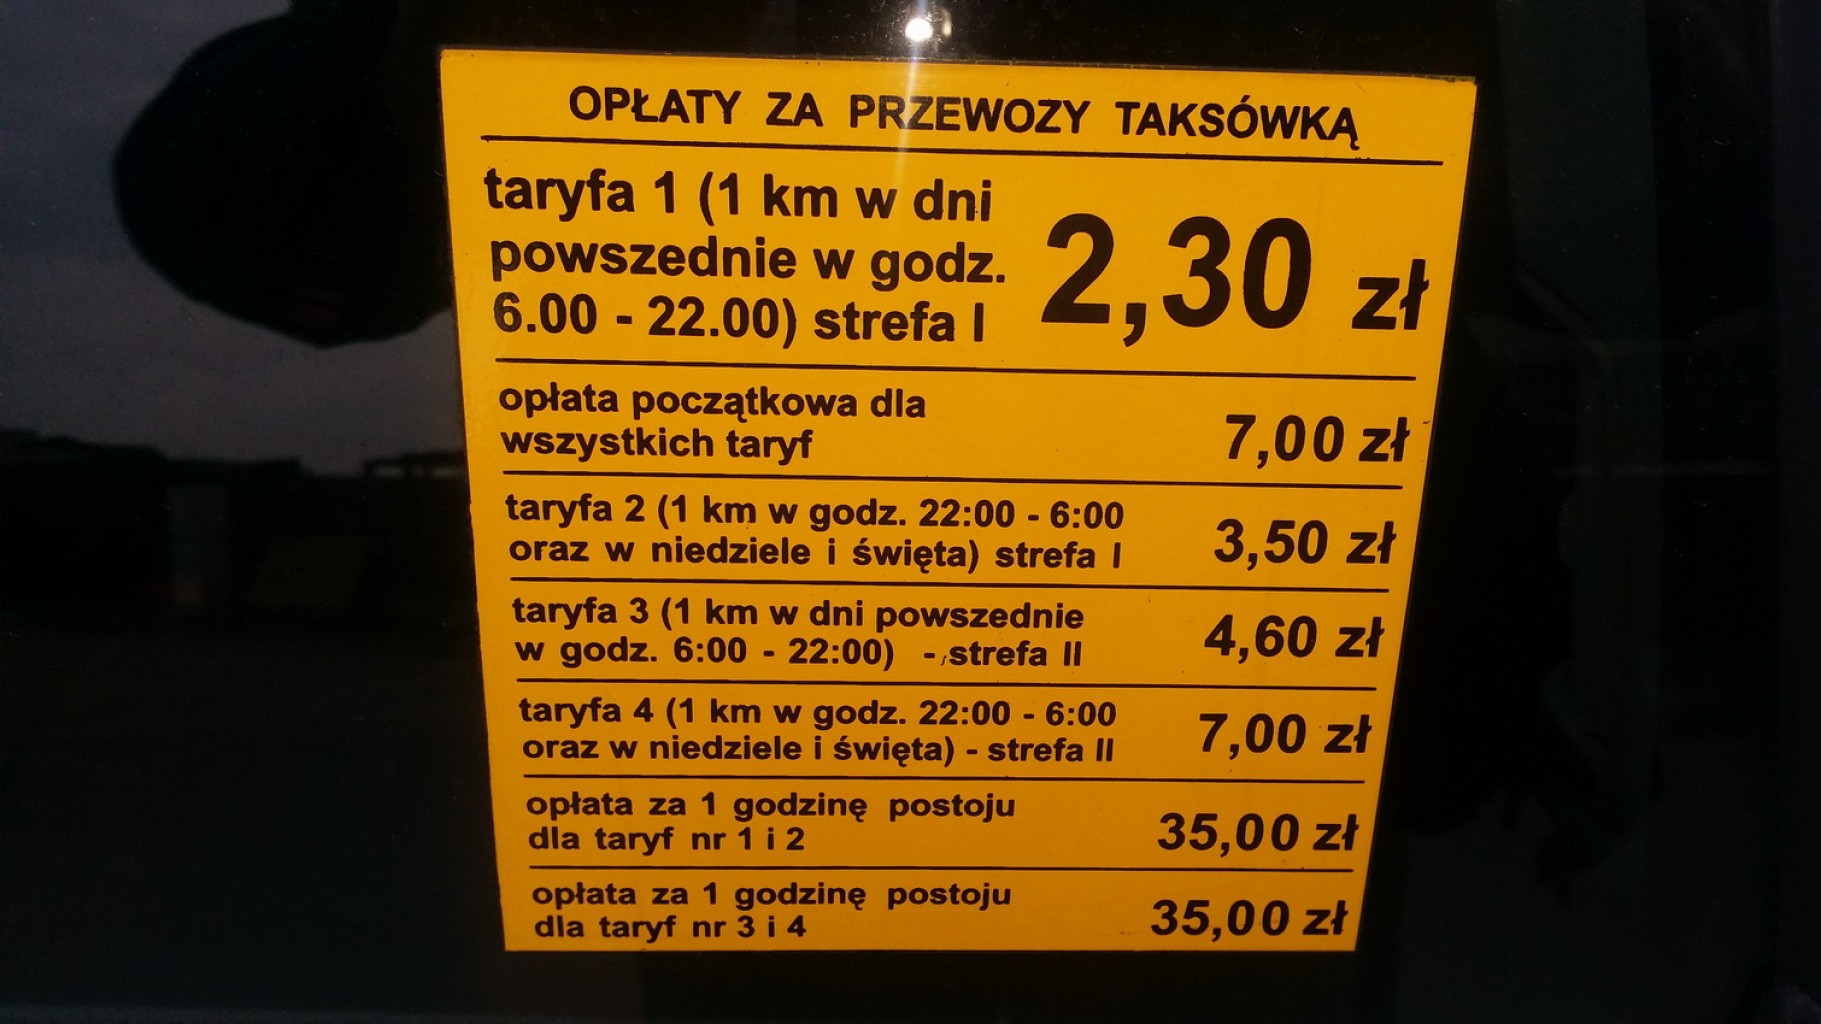 OPŁATY ZA PRZEWOZY TAKSÓWKĄ
taryfa 1 (1 km w dni
powszednie w godz.
6.00 - 22.00) strefa I
2,30 zł
opłata początkowa dla
wszystkich taryf
7,00 zł
taryfa 2 (1 km w godz. 22:00 - 6:00
oraz w niedziele i święta) strefa I
3,50 zł
taryfa 3 (1 km w dni powszednie
w godz. 6:00 - 22:00) - strefa II
4,60 zł
taryfa 4 (1 km w godz. 22:00 - 6:00
oraz w niedziele i święta) - strefa II
7,00 zł
opłata za 1 godzinę postoju
dla taryf nr 1 i 2
35,00 zł
opłata za 1 godzinę postoju
dla taryf nr 3 i 4
35,00 zł